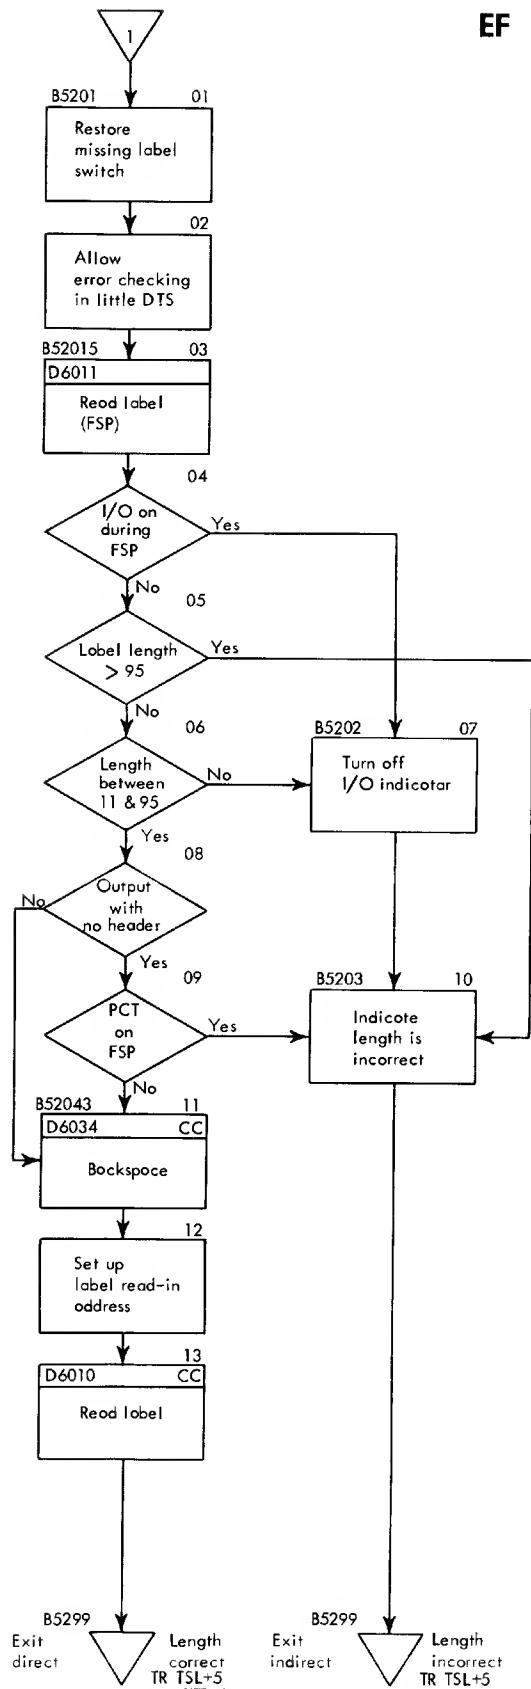 EF
1
B5201 01
Restore
missing label
switch
02
Allow
error checking
in little DTS
B52015 03
D6011
Reod label
(FSP)
04
I/O on
during
FSP
Yes
No
05
Lobel length
> 95
Yes
No
06
Length
between
11 & 95
No
Yes
B5202 07
Turn off
I/O indicotar
08
Output
with
no header
No
Yes
09
PCT
on
FSP
Yes
No
B5203 10
Indicote
length is
incorrect
B52043 11
D6034 CC
Bockspoce
12
Set up
label read-in
address
13
D6010 CC
Reod lobel
B5299
Exit
direct
Length
correct
TR TSL+5
B5299
Exit
indirect
Length
incorrect
TR TSL+5